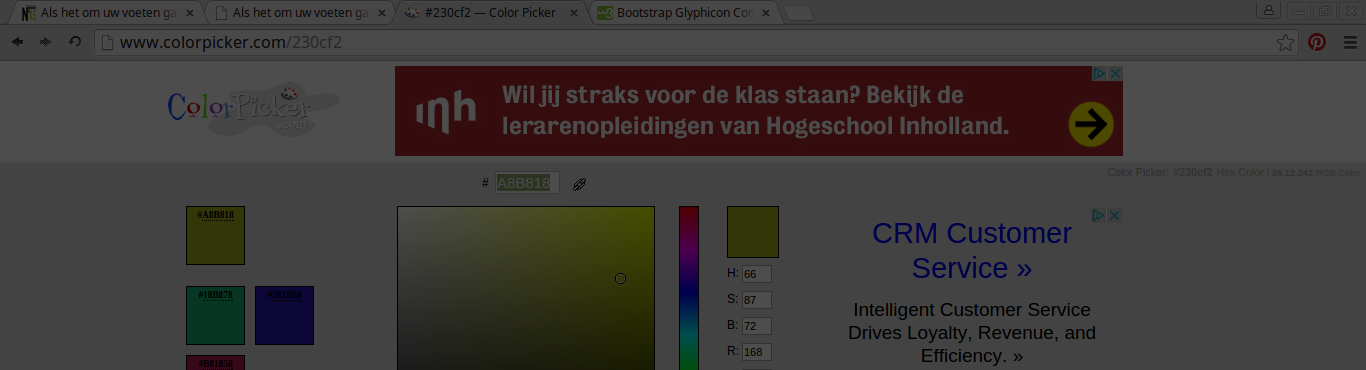 Als het om uw voeten ga
Als het om uw voeten ga
#230cf2 — Color Picker
Bootstrap Glyphicon Com
www.colorpicker.com/230cf2
ColorPicker
.com
inh
Wil jij straks voor de klas staan? Bekijk de
lerarenopleidingen van Hogeschool Inholland.
Color Picker: #230cf2 Hex Color | 35,12,242 RGB Color
# A8B818
#A8B818
#18B878
#B81858
H: 66
S: 87
B: 72
R: 168
CRM Customer
Service »
Intelligent Customer Service
Drives Loyalty, Revenue, and
Efficiency. »